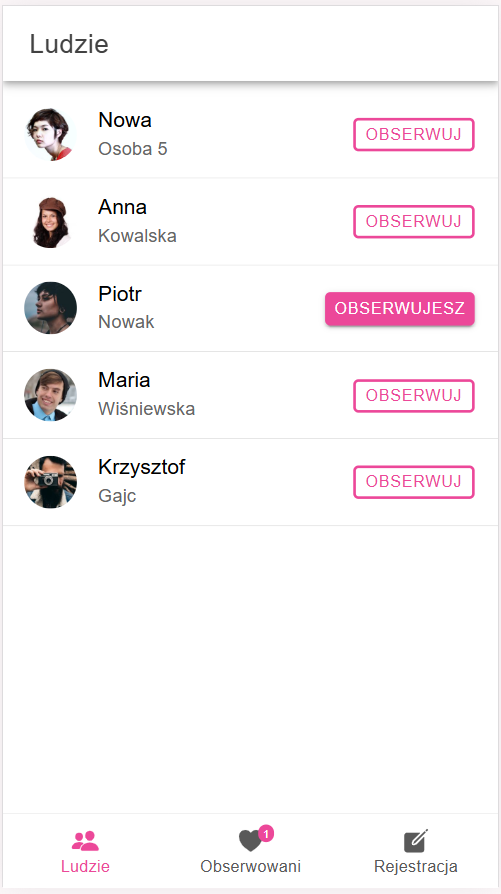 Ludzie
Nowa
Osoba 5
OBSERWUJ
Anna
Kowalska
OBSERWUJ
Piotr
Nowak
OBSERWUJESZ
Maria
Wiśniewska
OBSERWUJ
Krzysztof
Gajc
OBSERWUJ
1
Ludzie
Obserwowani
Rejestracja